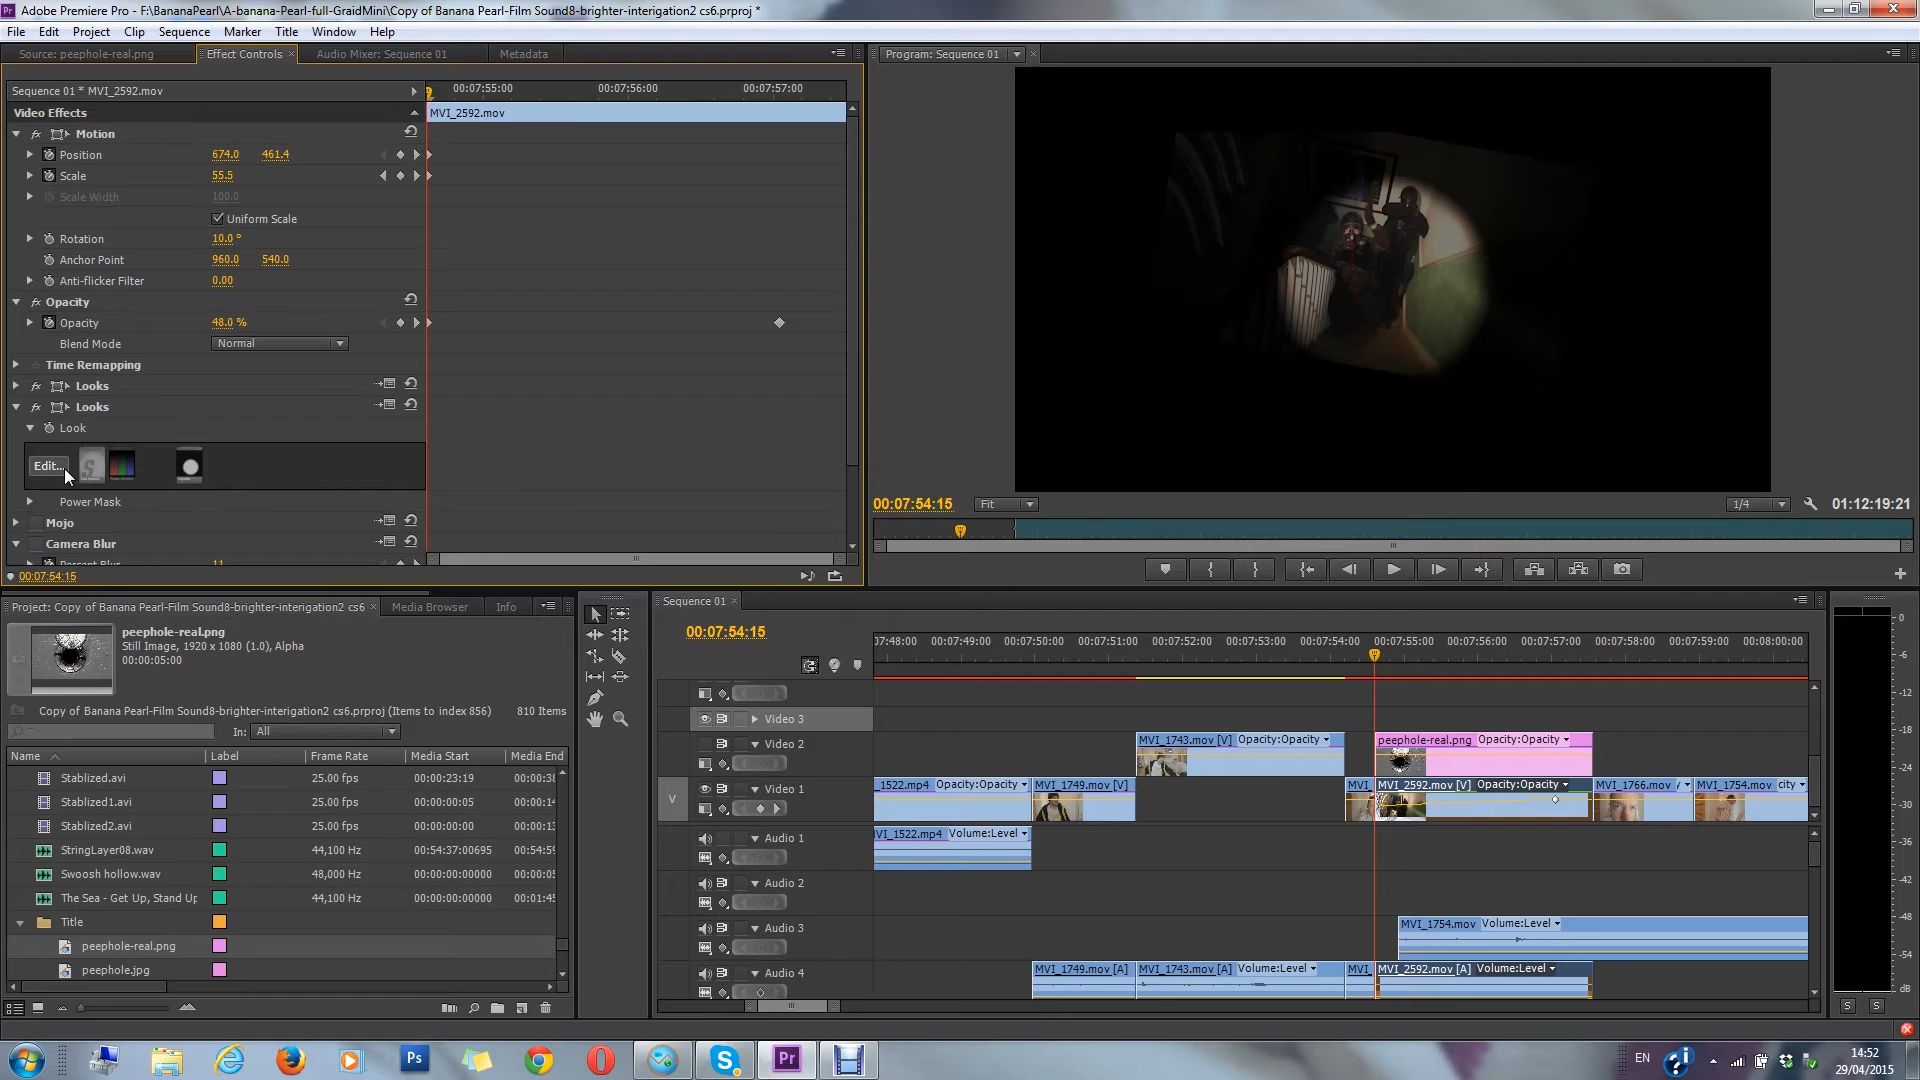 Adobe Premiere Pro - F:\BananaPearl\A-banana-Pearl-full-GraidMini\Copy of Banana Pearl-Film Sound8-brighter-interigation2 cs6.prproj *
File Edit Project Clip Sequence Marker Title Window Help
Source: peephole-real.png Effect Controls Audio Mixer: Sequence 01 Metadata
Program: Sequence 01
Sequence 01 * MVI_2592.mov
00:07:55:00 00:07:56:00 00:07:57:00
Video Effects
MVI_2592.mov
Motion
Position 674.0 461.4
Scale 55.5
Scale Width 100.0
Uniform Scale
Rotation 10.0 °
Anchor Point 960.0 540.0
Anti-flicker Filter 0.00
Opacity
Opacity 48.0 %
Blend Mode Normal
Time Remapping
Looks
Looks
Look
Edit...
Power Mask
Mojo
Camera Blur
Percent Blur 11
00:07:54:15
00:07:54:15 Fit 1/4 01:12:19:21
Project: Copy of Banana Pearl-Film Sound8-brighter-interigation2 cs6 Media Browser Info
peephole-real.png
Still Image, 1920 x 1080 (1.0), Alpha
00:00:05:00
Copy of Banana Pearl-Film Sound8-brighter-interigation2 cs6.prproj (Items to index 856) 810 Items
In: All
Name Label Frame Rate Media Start Media End
Stablized.avi 25.00 fps 00:00:23:19 00:00:38
Stablized1.avi 25.00 fps 00:00:00:05 00:00:14
Stablized2.avi 25.00 fps 00:00:00:00 00:00:13
StringLayer08.wav 44,100 Hz 00:54:37:00695 00:54:59
Swoosh hollow.wav 48,000 Hz 00:00:00:00000 00:00:05
The Sea - Get Up, Stand Up 44,100 Hz 00:00:00:00000 00:01:45
Title
peephole-real.png
peephole.jpg
Sequence 01
00:07:54:15
07:48:00 00:07:49:00 00:07:50:00 00:07:51:00 00:07:52:00 00:07:53:00 00:07:54:00 00:07:55:00 00:07:56:00 00:07:57:00 00:07:58:00 00:07:59:00 00:08:00:00
Video 3
Video 2 MVI_1743.mov [V] Opacity:Opacity peephole-real.png Opacity:Opacity
V Video 1 _1522.mp4 Opacity:Opacity MVI_1749.mov [V] MVI_ MVI_2592.mov [V] Opacity:Opacity MVI_1766.mov MVI_1754.mov city
Audio 1 VI_1522.mp4 Volume:Level
Audio 2
Audio 3 MVI_1754.mov Volume:Level
Audio 4 MVI_1749.mov [A] MVI_1743.mov [A] Volume:Level MVI_ MVI_2592.mov [A] Volume:Level
0
-6
-12
-18
-24
-30
-36
-42
-48
-54
dB
S S
Ps
Pr
EN
14:52
29/04/2015